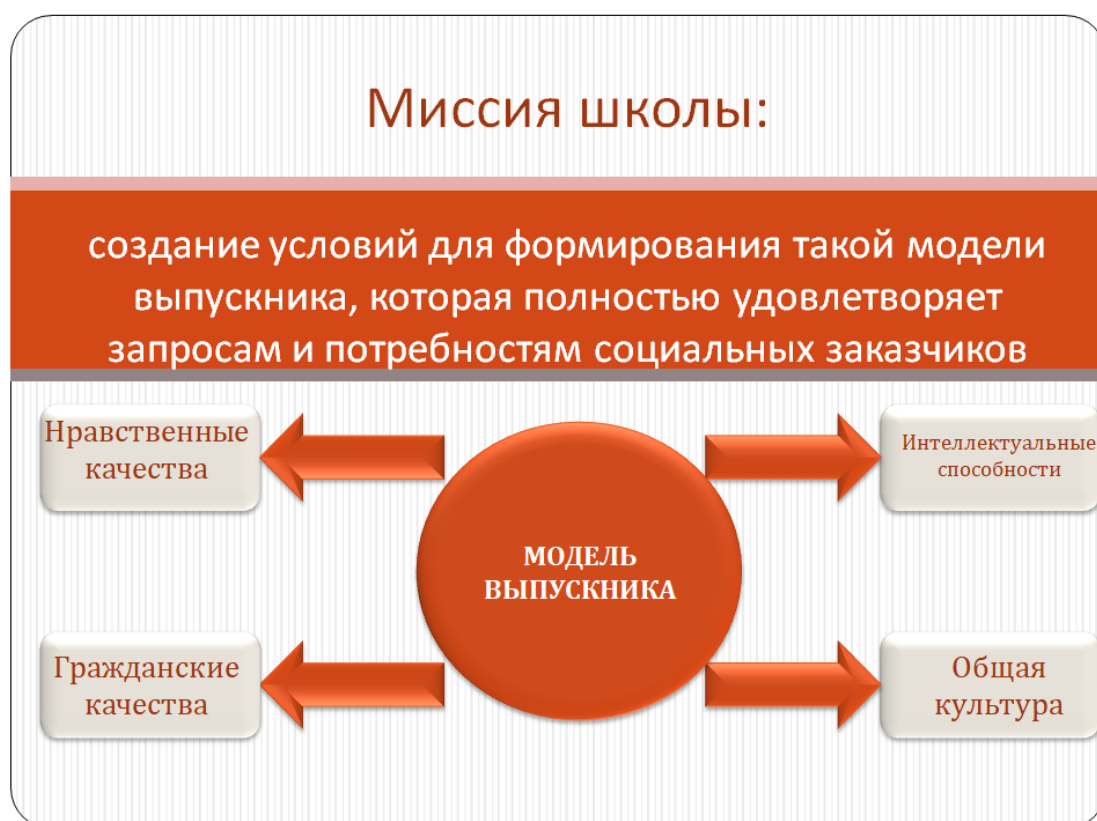 Миссия школы:
создание условий для формирования такой модели
выпускника, которая полностью удовлетворяет
запросам и потребностям социальных заказчиков
Нравственные
качества
Интеллектуальные
способности
МОДЕЛЬ
ВЫПУСКНИКА
Гражданские
качества
Общая
культура